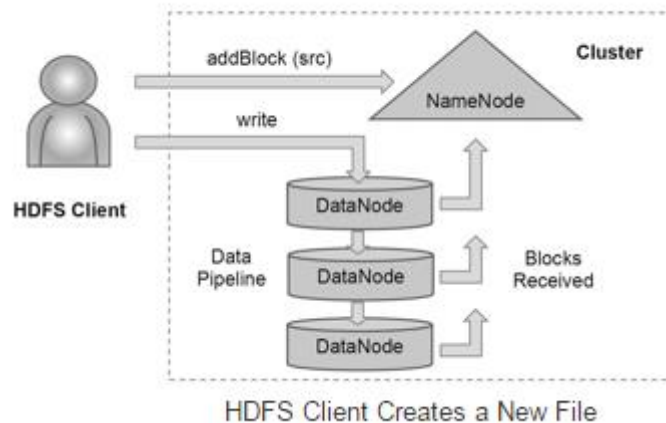 addBlock (src)
Cluster
NameNode
write
HDFS Client
DataNode
Data
Pipeline
DataNode
Blocks
Received
DataNode
HDFS Client Creates a New File